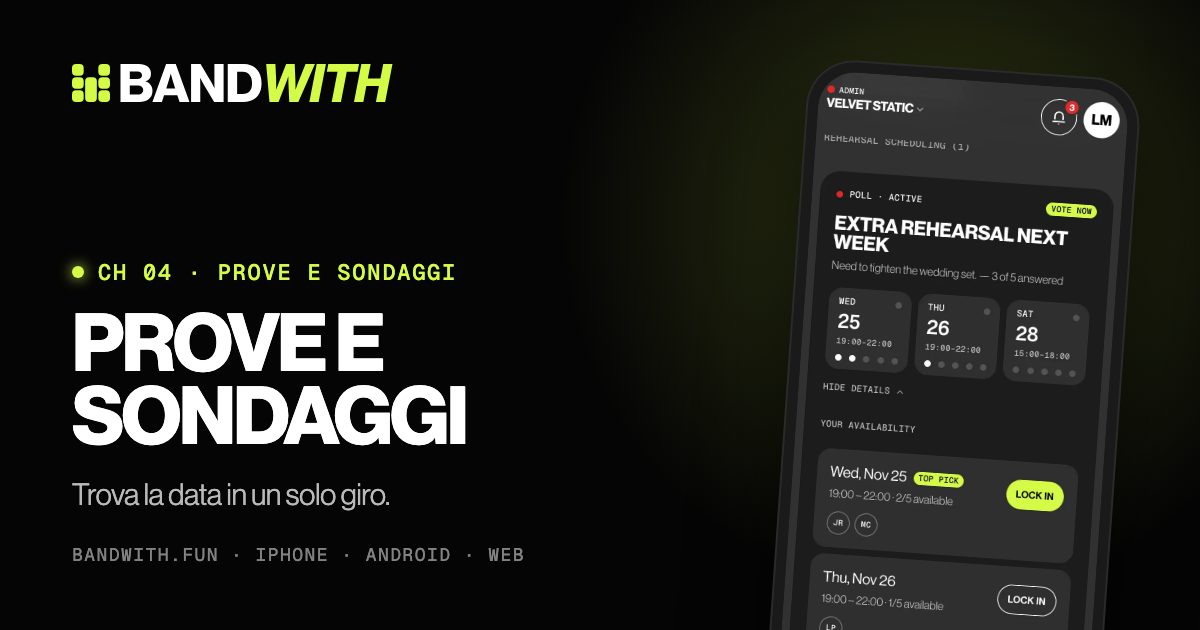 BANDWITH
CH 04 · PROVE E SONDAGGI
PROVE E
SONDAGGI
Trova la data in un solo giro.
BANDWITH.FUN · IPHONE · ANDROID · WEB
ADMIN
VELVET STATIC
3
LM
REHEARSAL SCHEDULING (1)
POLL · ACTIVE
VOTE NOW
EXTRA REHEARSAL NEXT
WEEK
Need to tighten the wedding set. — 3 of 5 answered
WED
25
19:00–22:00
THU
26
19:00–22:00
SAT
28
15:00–18:00
HIDE DETAILS
YOUR AVAILABILITY
Wed, Nov 25 TOP PICK
19:00 – 22:00 · 2/5 available
LOCK IN
JR
MC
Thu, Nov 26
19:00 – 22:00 · 1/5 available
LOCK IN
LP